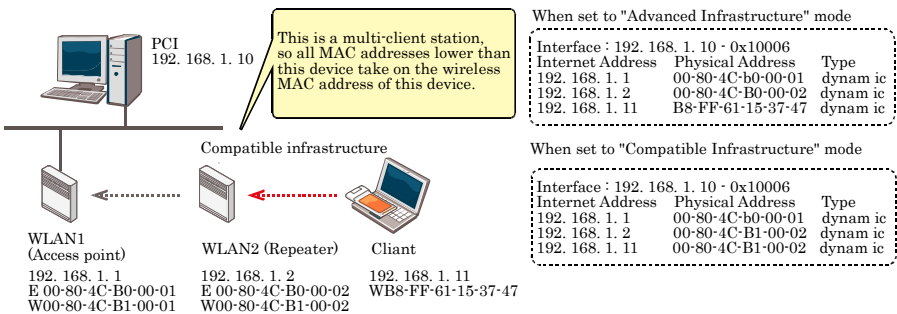 PCI
192. 168. 1. 10
This is a multi-client station,
so all MAC addresses lower than
this device take on the wireless
MAC address of this device.
Compatible infrastructure
WLAN1
(Access point)
192. 168. 1. 1
E 00-80-4C-B0-00-01
W00-80-4C-B1-00-01
WLAN2 (Repeater)
192. 168. 1. 2
E 00-80-4C-B0-00-02
W00-80-4C-B1-00-02
Cliant
192. 168. 1. 11
WB8-FF-61-15-37-47
When set to "Advanced Infrastructure" mode
Interface : 192. 168. 1. 10 - 0x10006
Internet Address Physical Address Type
192. 168. 1. 1 00-80-4C-b0-00-01 dynam ic
192. 168. 1. 2 00-80-4C-B0-00-02 dynam ic
192. 168. 1. 11 B8-FF-61-15-37-47 dynam ic
When set to "Compatible Infrastructure" mode
Interface : 192. 168. 1. 10 - 0x10006
Internet Address Physical Address Type
192. 168. 1. 1 00-80-4C-b0-00-01 dynam ic
192. 168. 1. 2 00-80-4C-B1-00-02 dynam ic
192. 168. 1. 11 00-80-4C-B1-00-02 dynam ic